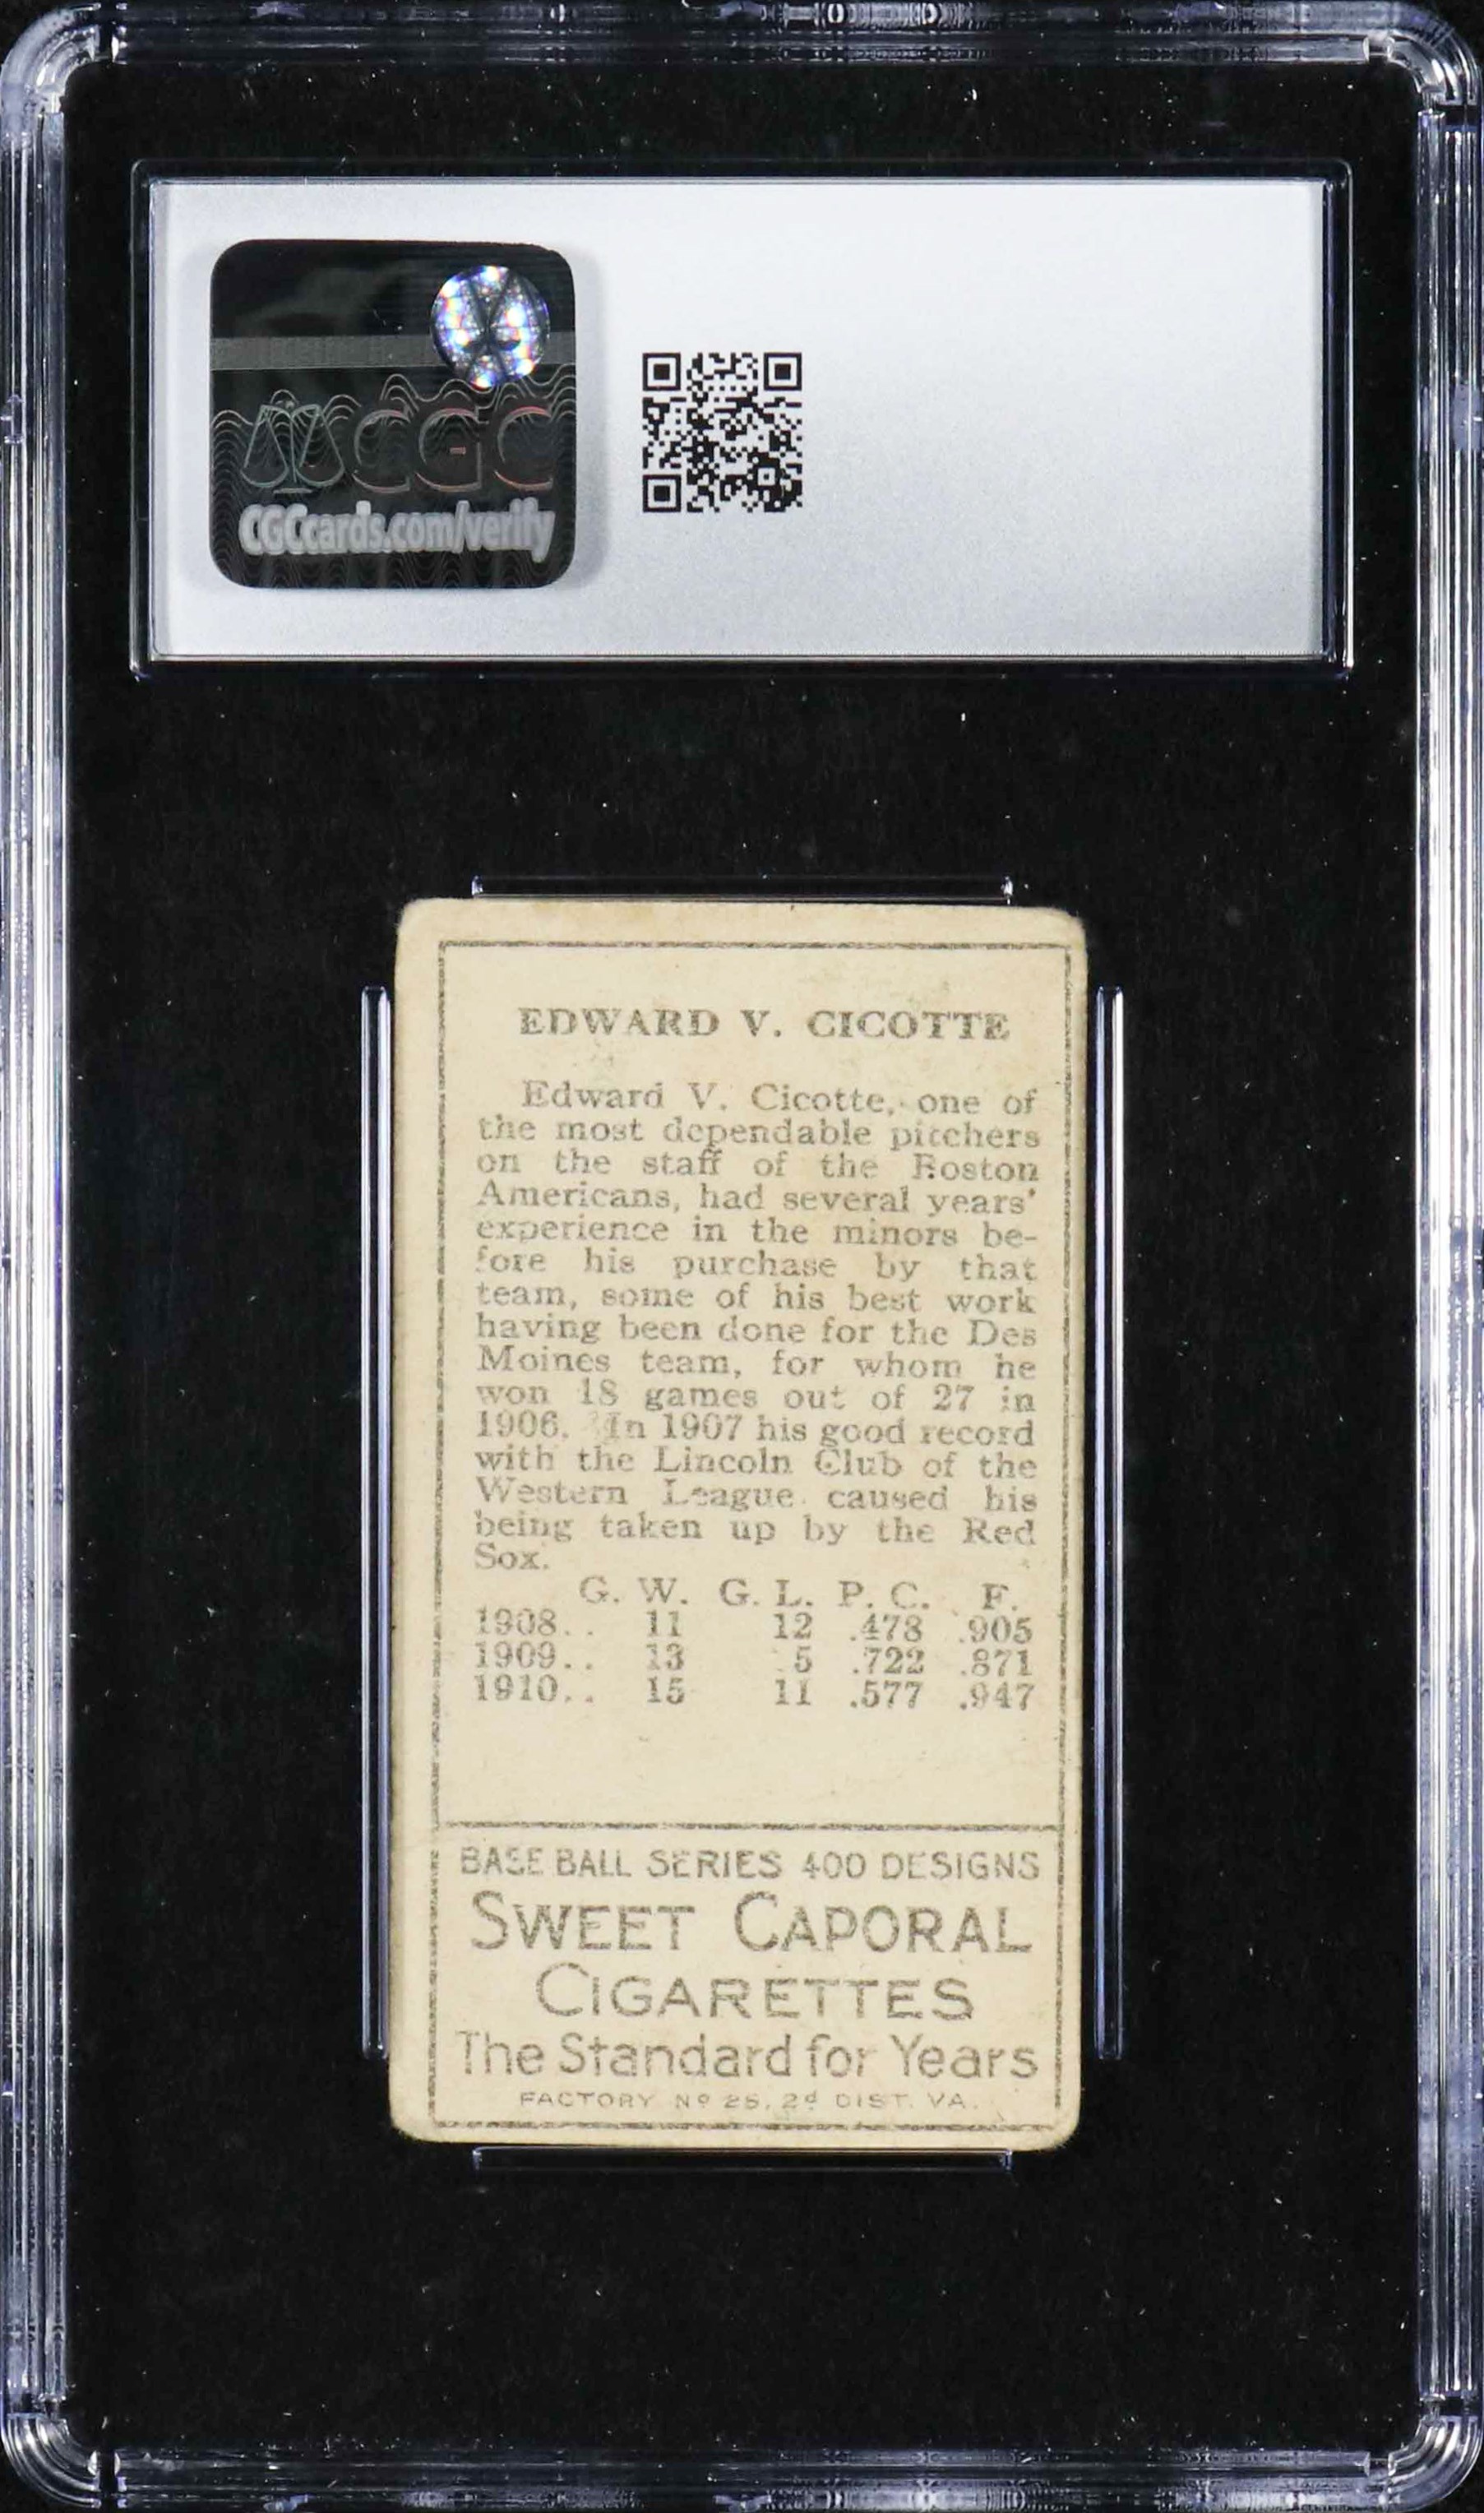 CGC
CGCcards.com/verify
EDWARD V. CICOTTE
Edward V. Cicotte, one of
the most dependable pitchers
on the staff of the Boston
Americans, had several years'
experience in the minors be-
fore his purchase by that
team, some of his best work
having been done for the Des
Moines team, for whom he
won 18 games out of 27 in
1906. In 1907 his good record
with the Lincoln Club of the
Western League caused his
being taken up by the Red
Sox.
G. W. G. L. P. C. F.
1908.. 11 12 .478 .905
1909.. 13 5 .722 .871
1910.. 15 11 .577 .947
BASE BALL SERIES 400 DESIGNS
SWEET CAPORAL
CIGARETTES
The Standard for Years
FACTORY No 25, 2d DIST. VA.